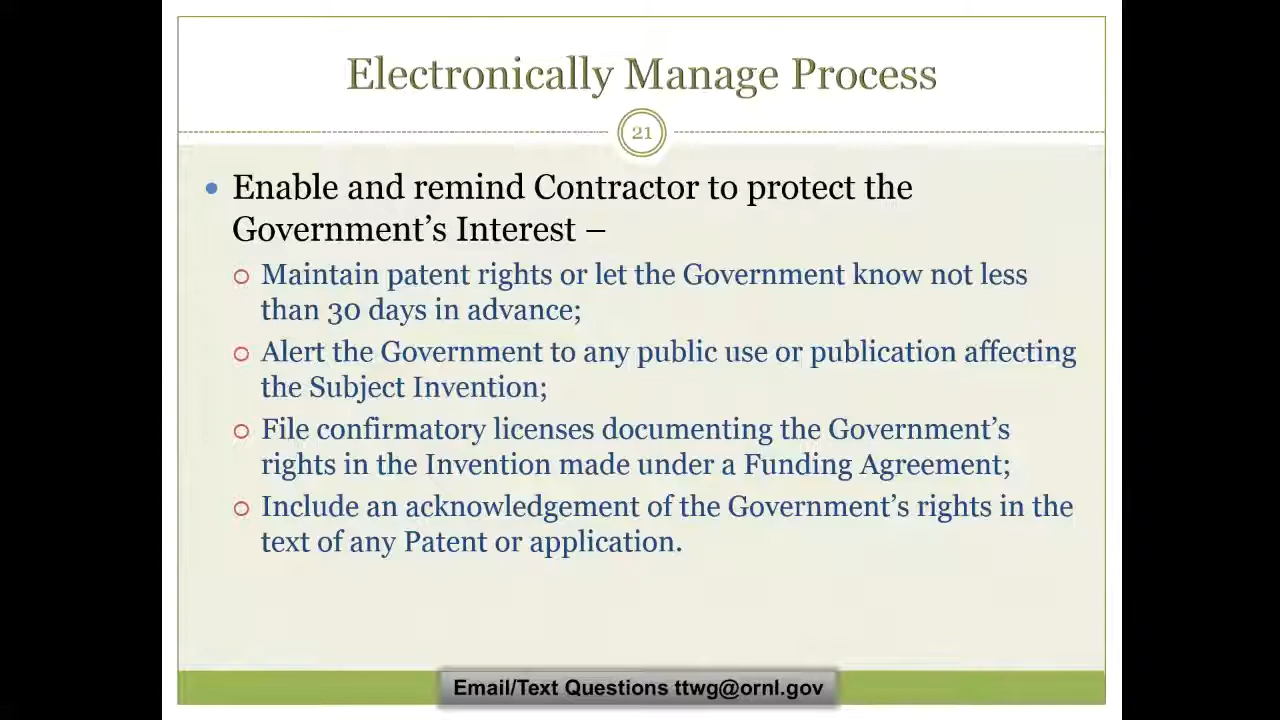 Electronically Manage Process
21
• Enable and remind Contractor to protect the
Government’s Interest –
○ Maintain patent rights or let the Government know not less
than 30 days in advance;
○ Alert the Government to any public use or publication affecting
the Subject Invention;
○ File confirmatory licenses documenting the Government’s
rights in the Invention made under a Funding Agreement;
○ Include an acknowledgement of the Government’s rights in the
text of any Patent or application.
Email/Text Questions ttwg@ornl.gov